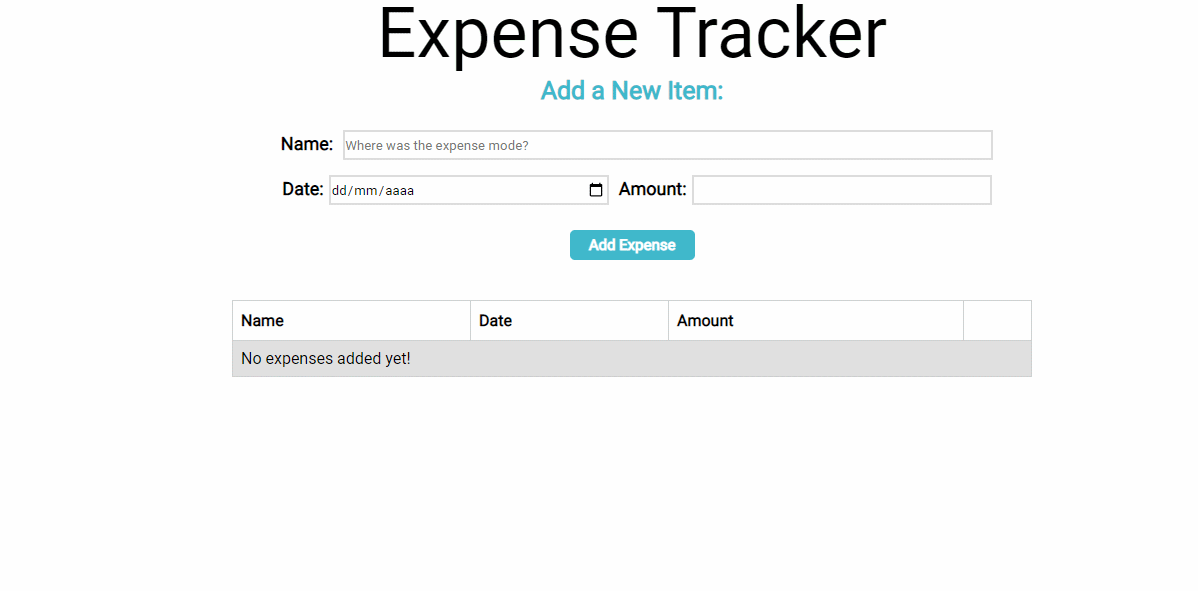 Expense Tracker
Add a New Item:
Name: Where was the expense mode?
Date: dd/mm/aaaa Amount:
Add Expense
Name Date Amount
No expenses added yet!